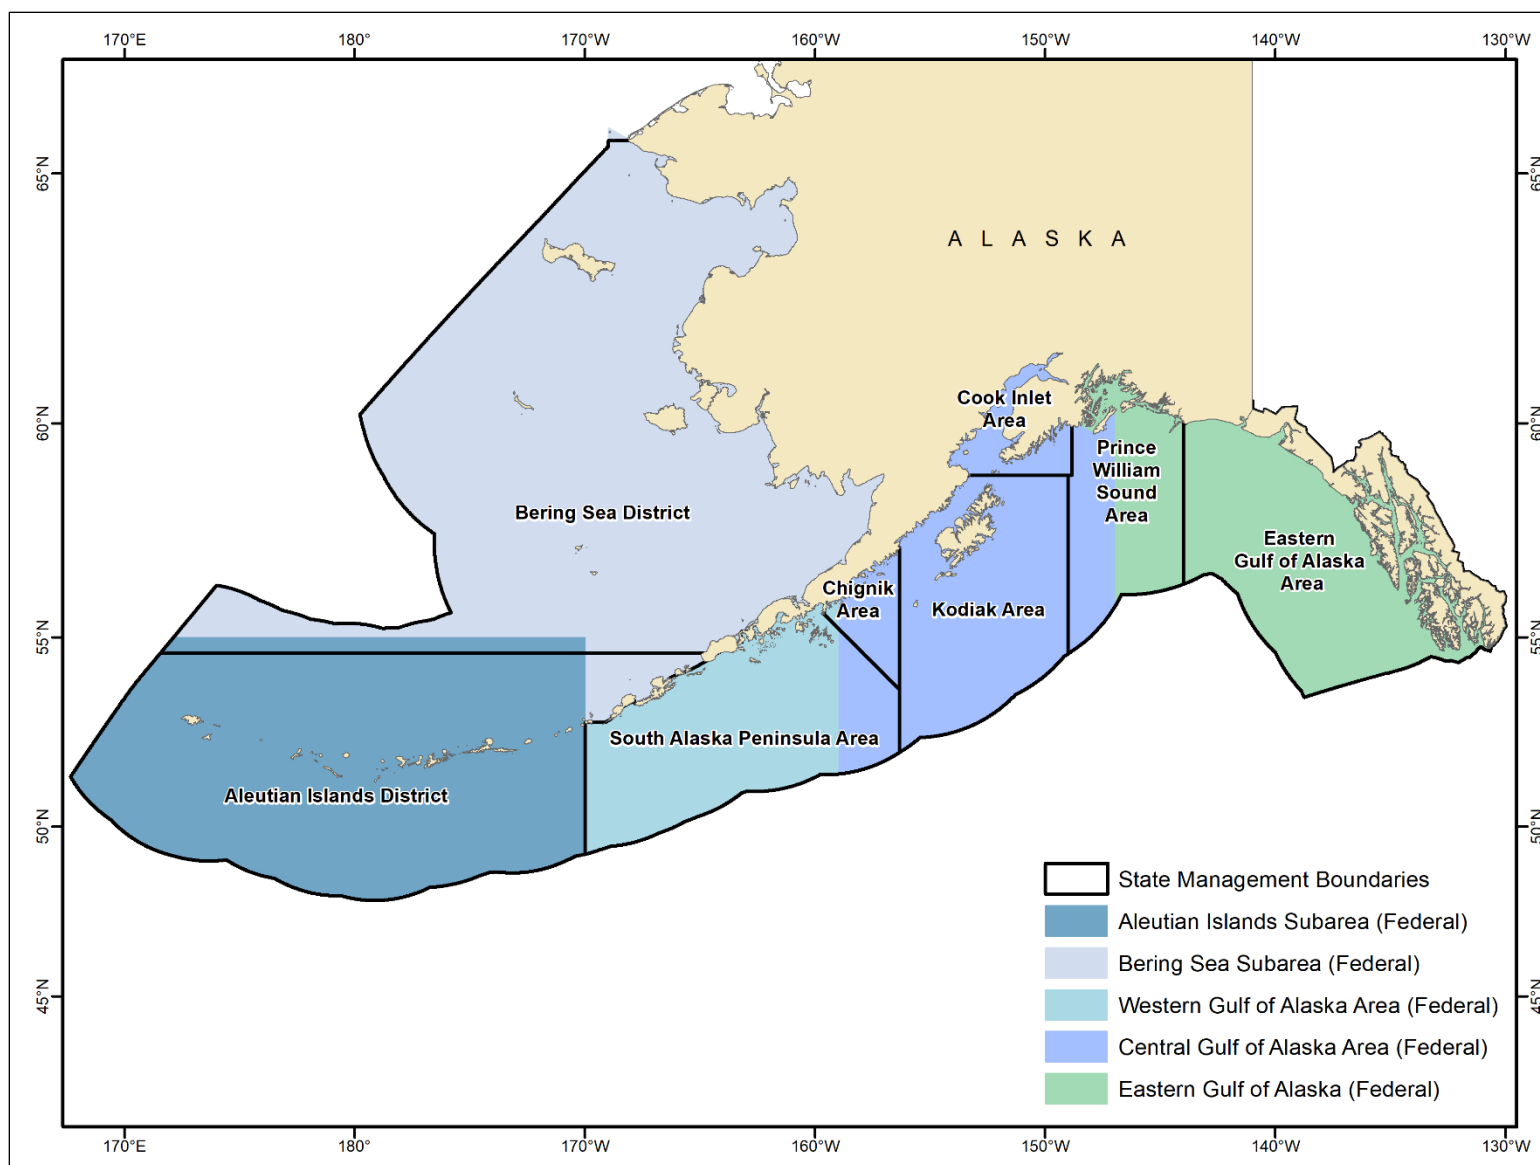 170°E 180° 170°W 160°W 150°W 140°W 130°W
65°N 65°N
A L A S K A
60°N 60°N
Cook Inlet
Area
Prince
William
Sound
Area
Bering Sea District
Eastern
Gulf of Alaska
Area
Chignik
Area
Kodiak Area
55°N 55°N
South Alaska Peninsula Area
Aleutian Islands District
50°N 50°N
State Management Boundaries
Aleutian Islands Subarea (Federal)
Bering Sea Subarea (Federal)
45°N 45°N
Western Gulf of Alaska Area (Federal)
Central Gulf of Alaska Area (Federal)
Eastern Gulf of Alaska (Federal)
170°E 180° 170°W 160°W 150°W 140°W 130°W